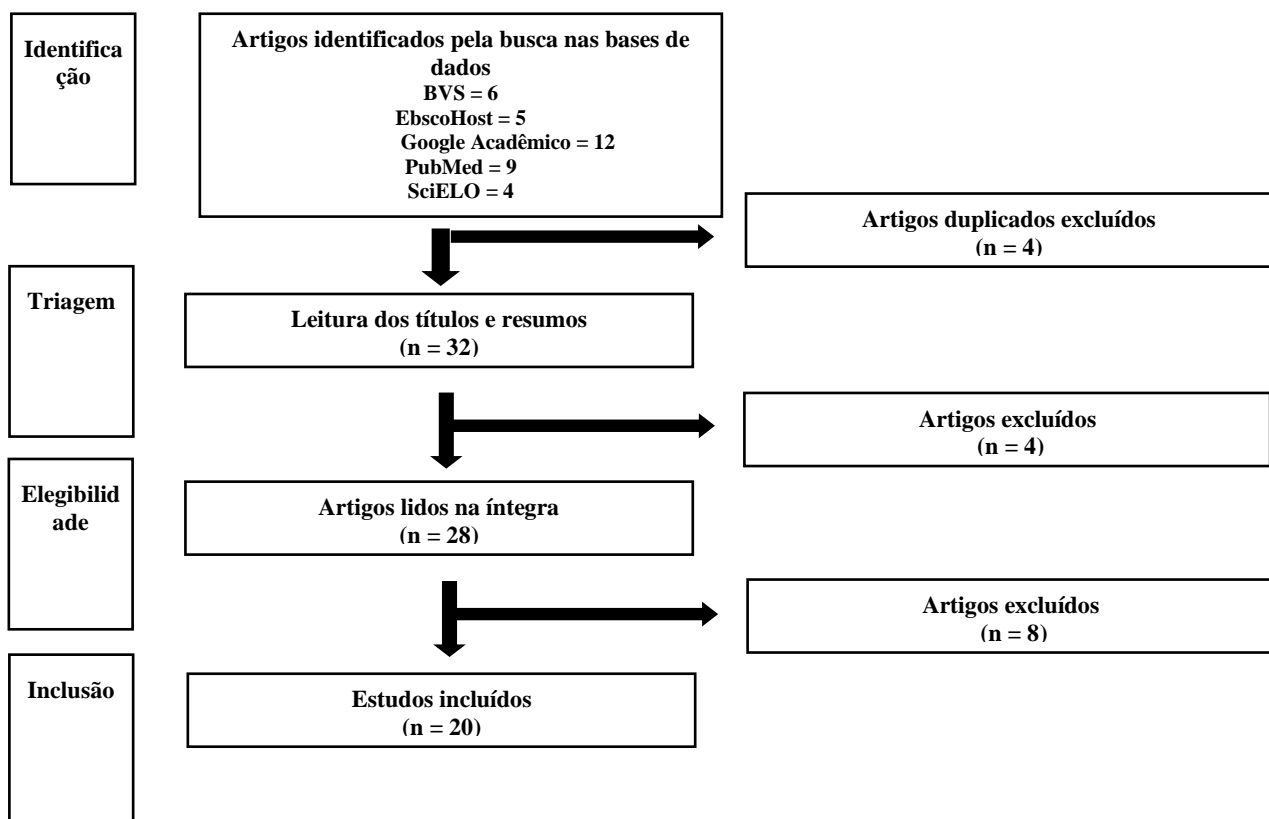 Identifica
ção
Artigos identificados pela busca nas bases de
dados
BVS = 6
EbscoHost = 5
Google Acadêmico = 12
PubMed = 9
SciELO = 4
Artigos duplicados excluídos
(n = 4)
Triagem
Leitura dos títulos e resumos
(n = 32)
Artigos excluídos
(n = 4)
Elegibilid
ade
Artigos lidos na íntegra
(n = 28)
Artigos excluídos
(n = 8)
Inclusão
Estudos incluídos
(n = 20)